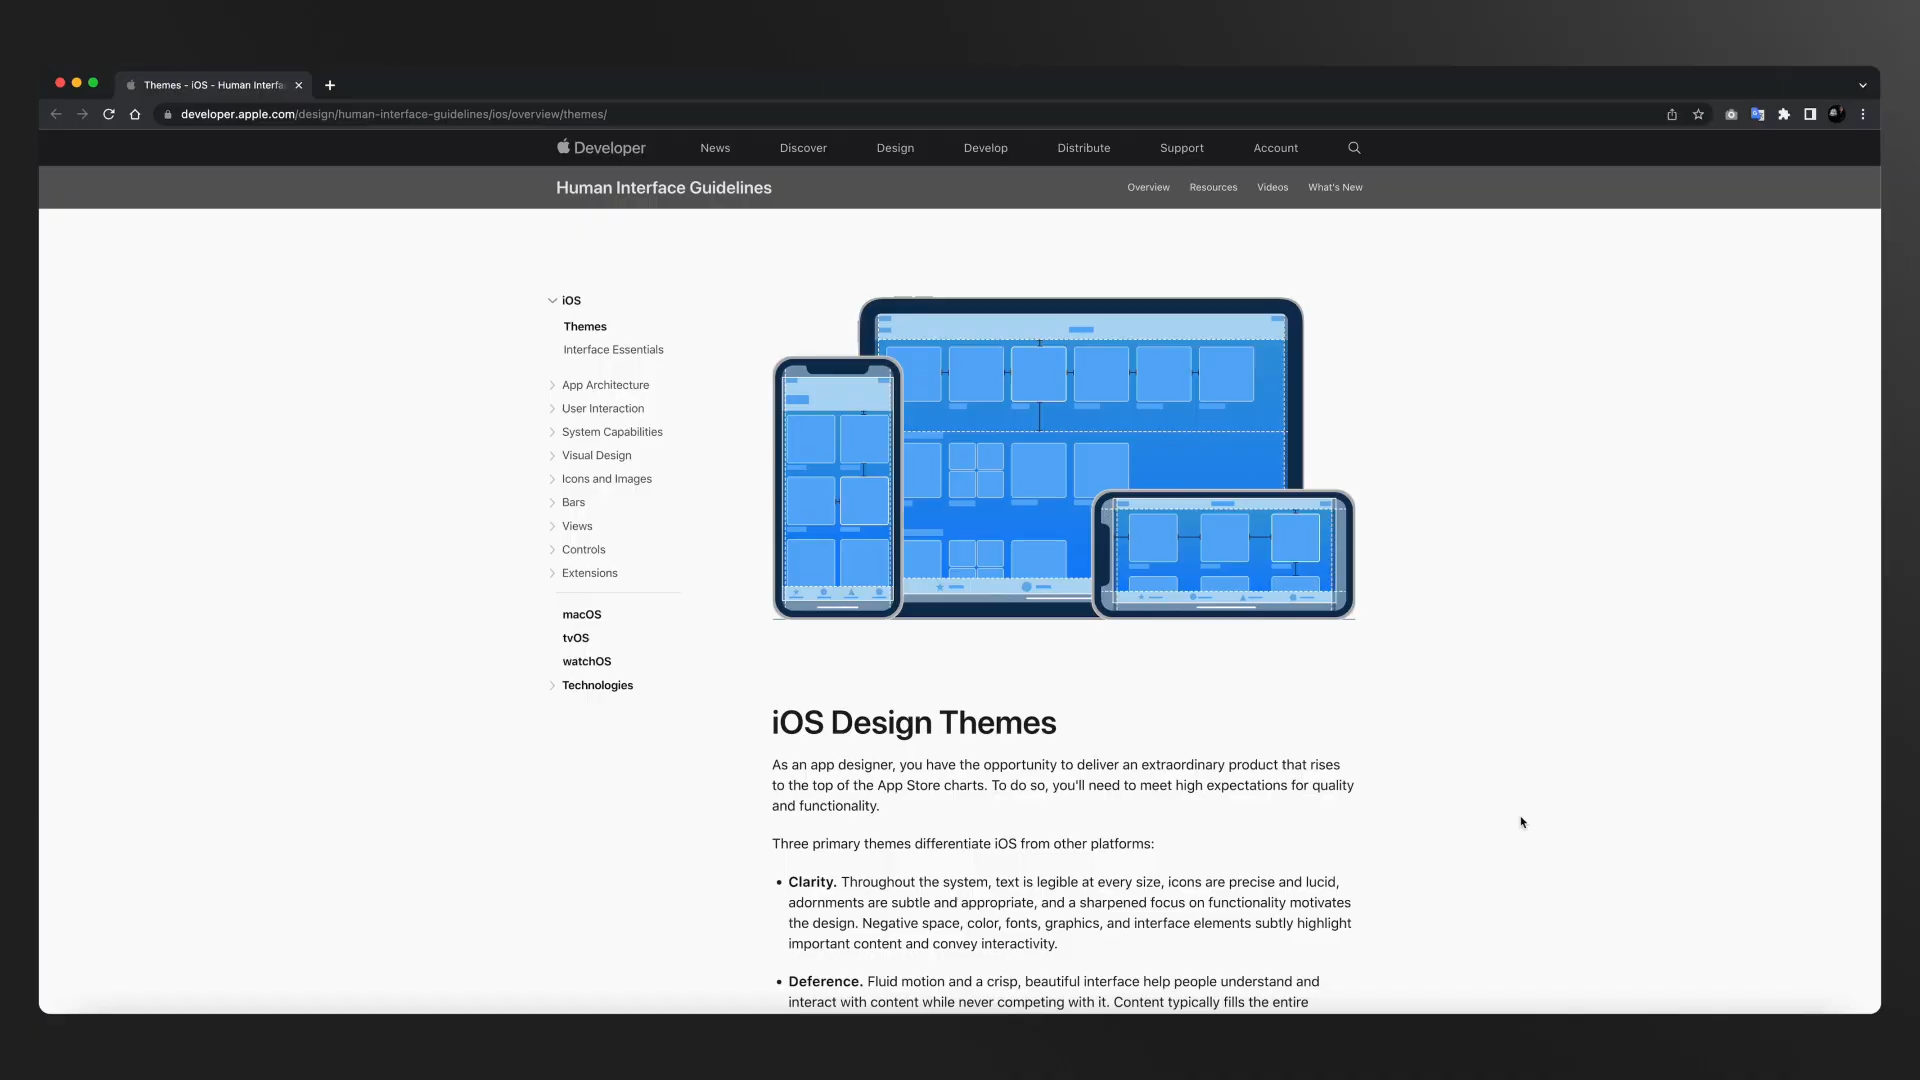 Themes - iOS - Human Interfa
developer.apple.com/design/human-interface-guidelines/ios/overview/themes/
Developer News Discover Design Develop Distribute Support Account
Human Interface Guidelines Overview Resources Videos What's New
iOS
Themes
Interface Essentials
App Architecture
User Interaction
System Capabilities
Visual Design
Icons and Images
Bars
Views
Controls
Extensions
macOS
tvOS
watchOS
Technologies
iOS Design Themes
As an app designer, you have the opportunity to deliver an extraordinary product that rises
to the top of the App Store charts. To do so, you'll need to meet high expectations for quality
and functionality.
Three primary themes differentiate iOS from other platforms:
• Clarity. Throughout the system, text is legible at every size, icons are precise and lucid,
adornments are subtle and appropriate, and a sharpened focus on functionality motivates
the design. Negative space, color, fonts, graphics, and interface elements subtly highlight
important content and convey interactivity.
• Deference. Fluid motion and a crisp, beautiful interface help people understand and
interact with content while never competing with it. Content typically fills the entire